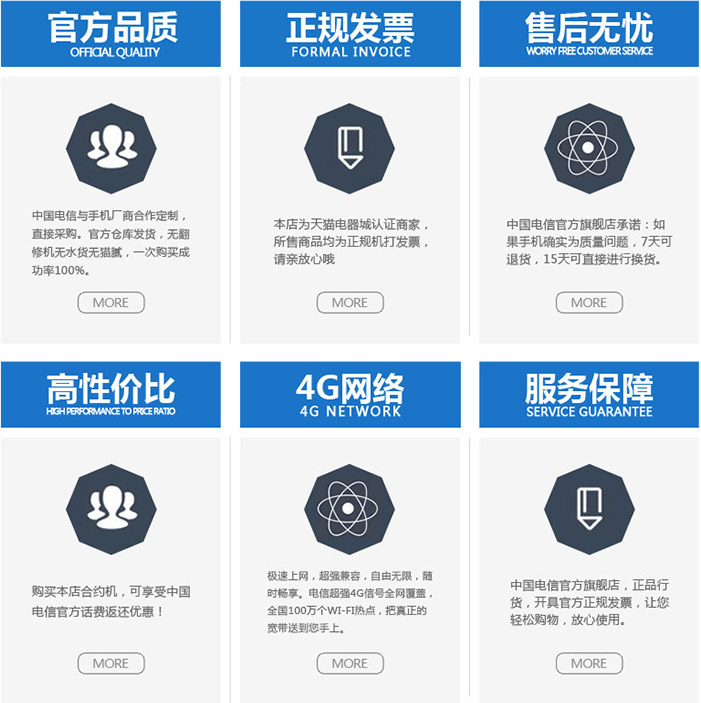 官方品质
OFFICIAL QUALITY
中国电信与手机厂商合作定制，
直接采购。官方仓库发货，无翻
修机无水货无猫腻，一次购买成
功率100%。
MORE
正规发票
FORMAL INVOICE
本店为天猫电器城认证商家，
所售商品均为正规机打发票，
请亲放心哦
MORE
售后无忧
WORRY FREE CUSTOMER SERVICE
中国电信官方旗舰店承诺：如
果手机确实为质量问题，7天可
退货，15天可直接进行换货。
MORE
高性价比
HIGH PERFORMANCE TO PRICE RATIO
购买本店合约机，可享受中国
电信官方话费返还优惠！
MORE
4G网络
4G NETWORK
极速上网，超强兼容，自由无限，随
时畅享。电信超强4G信号全网覆盖，
全国100万个WI-FI热点，把真正的
宽带送到您手上。
MORE
服务保障
SERVICE GUARANTEE
中国电信官方旗舰店，正品行
货，开具官方正规发票，让您
轻松购物，放心使用。
MORE